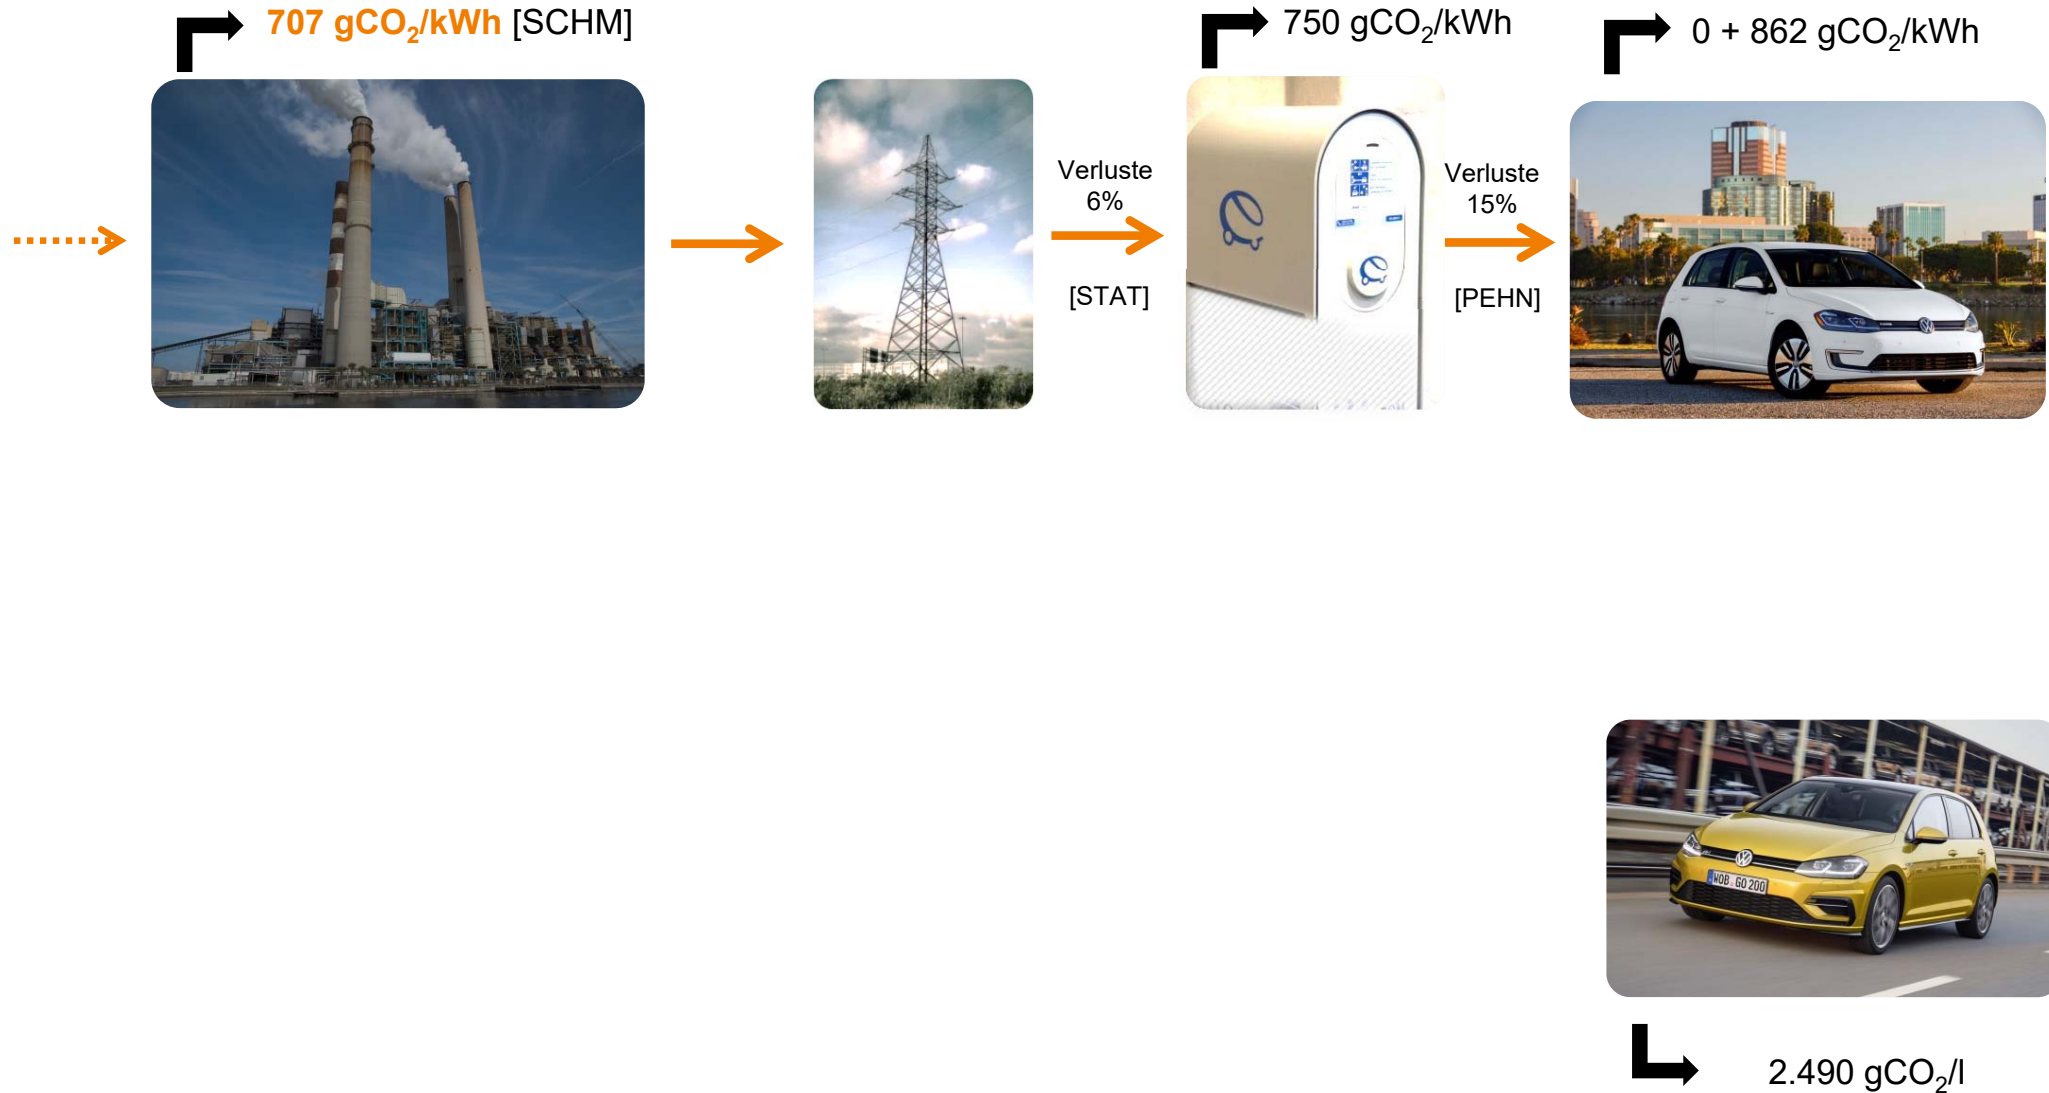 707 gCO₂/kWh [SCHM]
750 gCO₂/kWh
0 + 862 gCO₂/kWh
Verluste
6%
[STAT]
Verluste
15%
[PEHN]
WOB GO 200
2.490 gCO₂/l